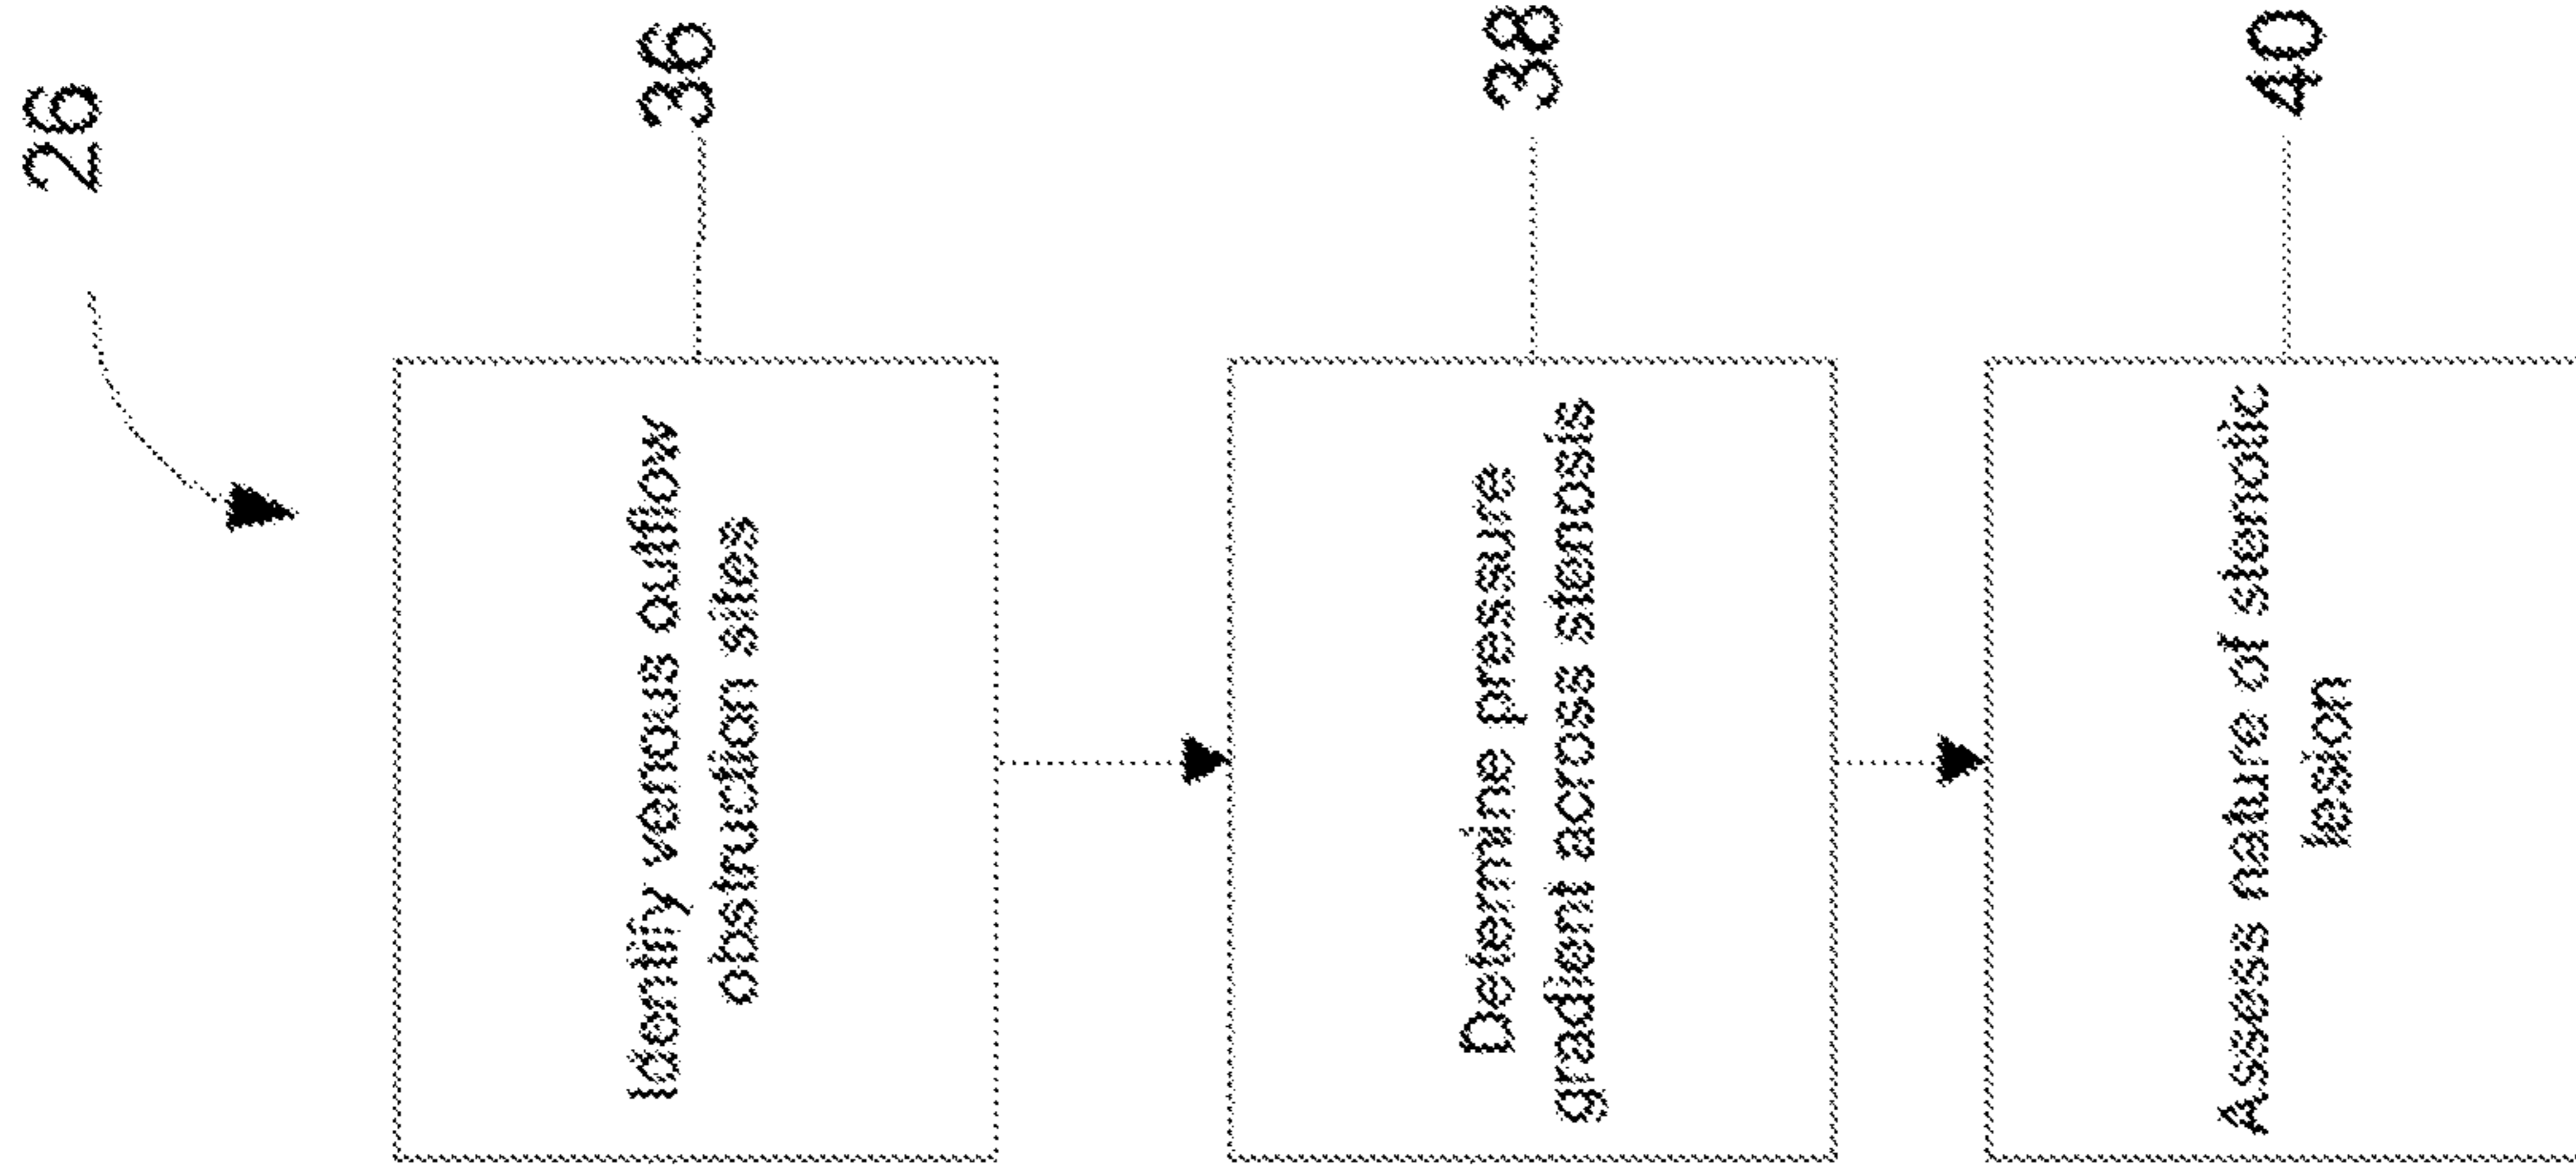 26
Identify venous outflow
obstruction sites
36
Determine pressure
gradient across stenosis
38
Assess nature of stenotic
lesion
40